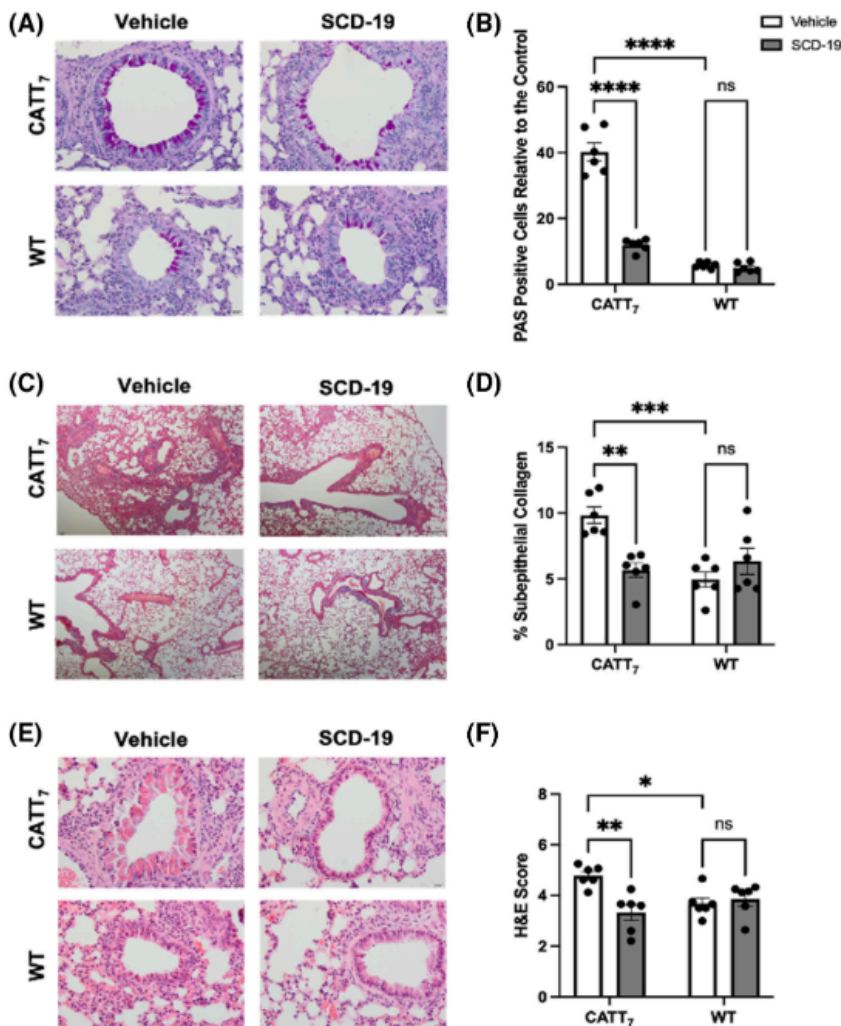 (A)
Vehicle SCD-19
CATT₇
WT
(B)
Vehicle
SCD-19
PAS Positive Cells Relative to the Control
60
40
20
0
**** 
****
ns
CATT₇ WT
(C)
Vehicle SCD-19
CATT₇
WT
(D)
% Subepithelial Collagen
15
10
5
0
***
**
ns
CATT₇ WT
(E)
Vehicle SCD-19
CATT₇
WT
(F)
H&E Score
8
6
4
2
0
*
**
ns
CATT₇ WT